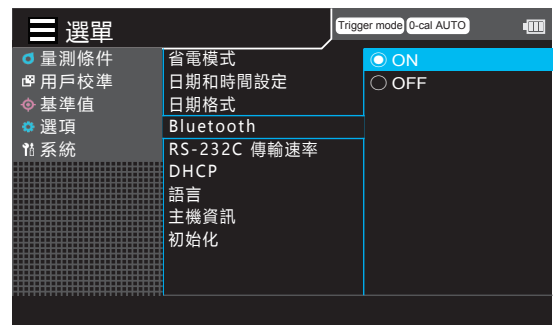 選單
Trigger mode 0-cal AUTO
量測條件
用戶校準
基準值
選項
系統
省電模式
日期和時間設定
日期格式
Bluetooth
RS-232C 傳輸速率
DHCP
語言
主機資訊
初始化
ON
OFF